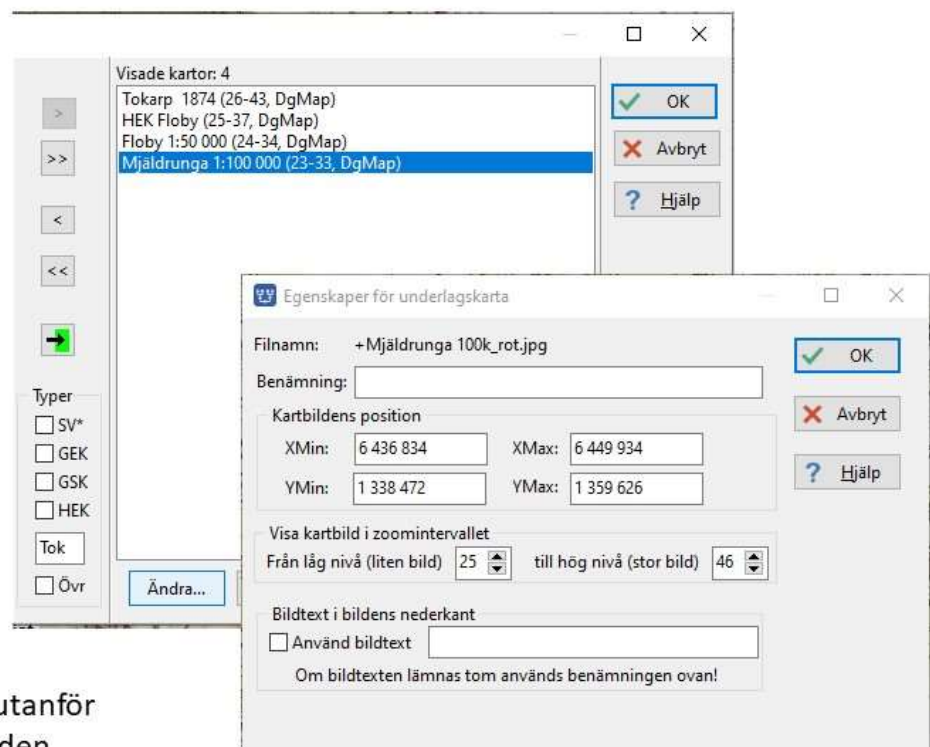 Visade kartor: 4
Tokarp 1874 (26-43, DgMap)
HEK Floby (25-37, DgMap)
Floby 1:50 000 (24-34, DgMap)
Mjäldrunga 1:100 000 (23-33, DgMap)
>
>>
<
<<
Typer
SV*
GEK
GSK
HEK
Tok
Övr
Ändra...
OK
Avbryt
Hjälp
Egenskaper för underlagskarta
Filnamn: +Mjäldrunga 100k_rot.jpg
Benämning:
Kartbildens position
XMin: 6 436 834 XMax: 6 449 934
YMin: 1 338 472 YMax: 1 359 626
Visa kartbild i zoomintervallet
Från låg nivå (liten bild) 25 till hög nivå (stor bild) 46
Bildtext i bildens nederkant
Använd bildtext
Om bildtexten lämnas tom används benämningen ovan!
OK
Avbryt
Hjälp
utanför